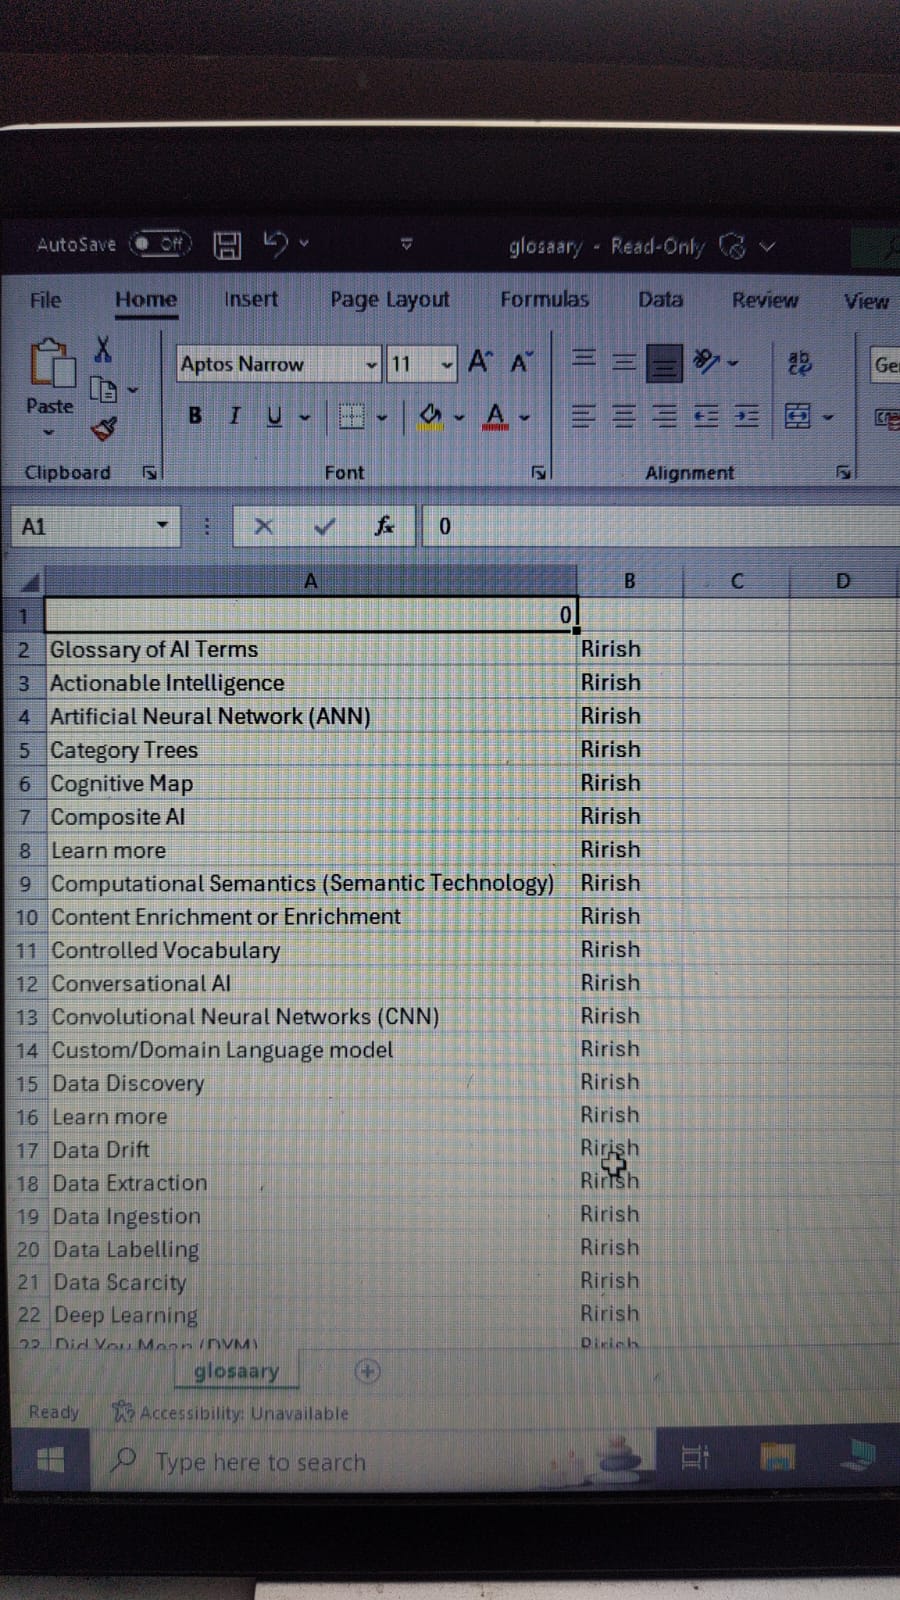 AutoSave Off glosaary - Read-Only
File Home Insert Page Layout Formulas Data Review View
Aptos Narrow 11 A A ab
Paste B I U A
Clipboard Font Alignment
A1 fx 0
A B C D
1 0
2 Glossary of AI Terms Rirish
3 Actionable Intelligence Rirish
4 Artificial Neural Network (ANN) Rirish
5 Category Trees Rirish
6 Cognitive Map Rirish
7 Composite AI Rirish
8 Learn more Rirish
9 Computational Semantics (Semantic Technology) Rirish
10 Content Enrichment or Enrichment Rirish
11 Controlled Vocabulary Rirish
12 Conversational AI Rirish
13 Convolutional Neural Networks (CNN) Rirish
14 Custom/Domain Language model Rirish
15 Data Discovery Rirish
16 Learn more Rirish
17 Data Drift Rirish
18 Data Extraction Rirish
19 Data Ingestion Rirish
20 Data Labelling Rirish
21 Data Scarcity Rirish
22 Deep Learning Rirish
23 Did You Mean (DYM) Rirish
glosaary
Ready Accessibility: Unavailable
Type here to search